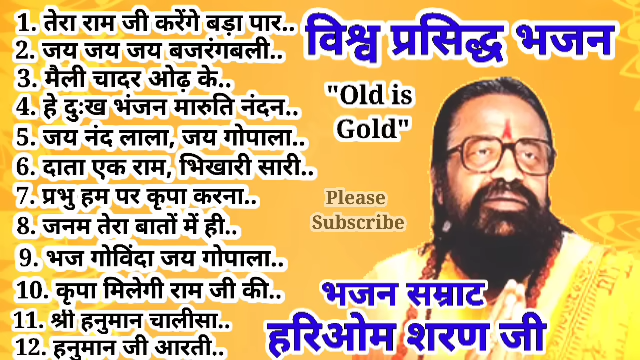 1. तेरा राम जी करेंगे बड़ा पार..
2. जय जय जय बजरंगबली..
3. मैली चादर ओढ़ के..
4. हे दुःख भंजन मारुति नंदन..
5. जय नंद लाला, जय गोपाला..
6. दाता एक राम, भिखारी सारी..
7. प्रभु हम पर कृपा करना..
8. जनम तेरा बातों में ही..
9. भज गोविंदा जय गोपाला..
10. कृपा मिलेगी राम जी की..
11. श्री हनुमान चालीसा..
12. हनुमान जी आरती..
विश्व प्रसिद्ध भजन
"Old is
Gold"
Please
Subscribe
भजन सम्राट
हरिओम शरण जी